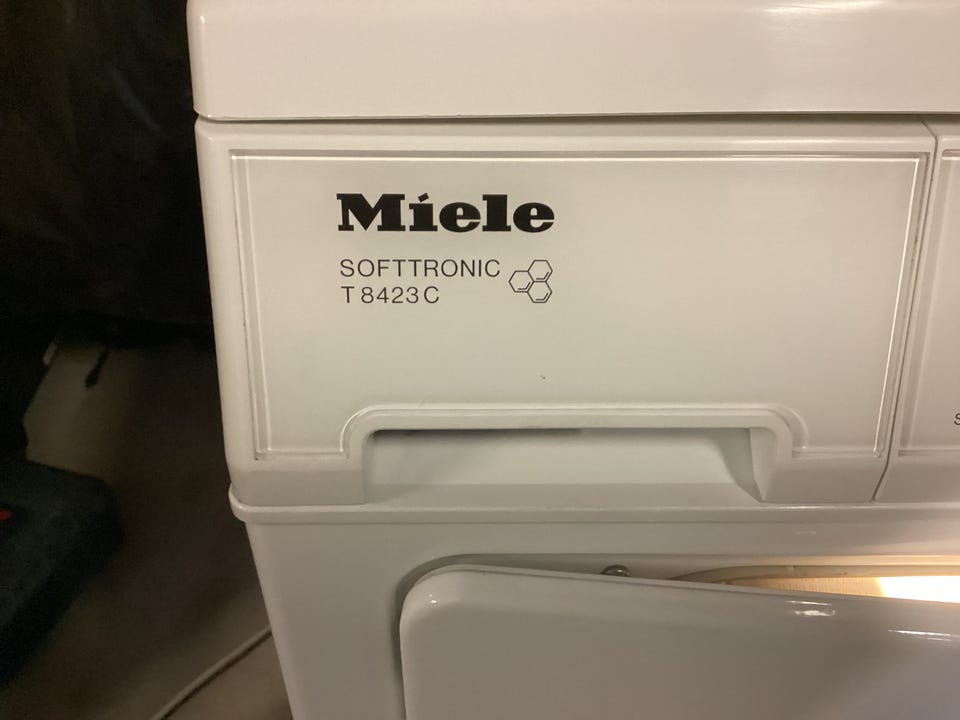 Miele
SOFTTRONIC
T 8423 C